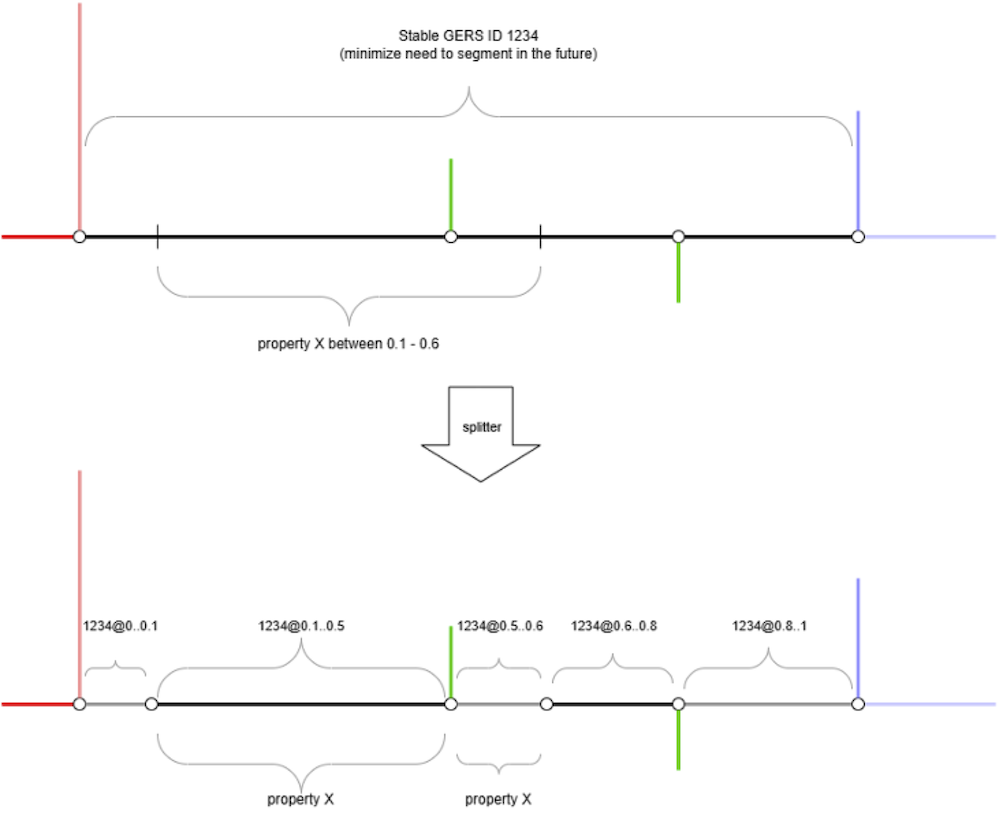 Stable GERS ID 1234
(minimize need to segment in the future)
property X between 0.1 - 0.6
splitter
1234@0..0.1
1234@0.1..0.5
1234@0.5..0.6
1234@0.6..0.8
1234@0.8..1
property X
property X